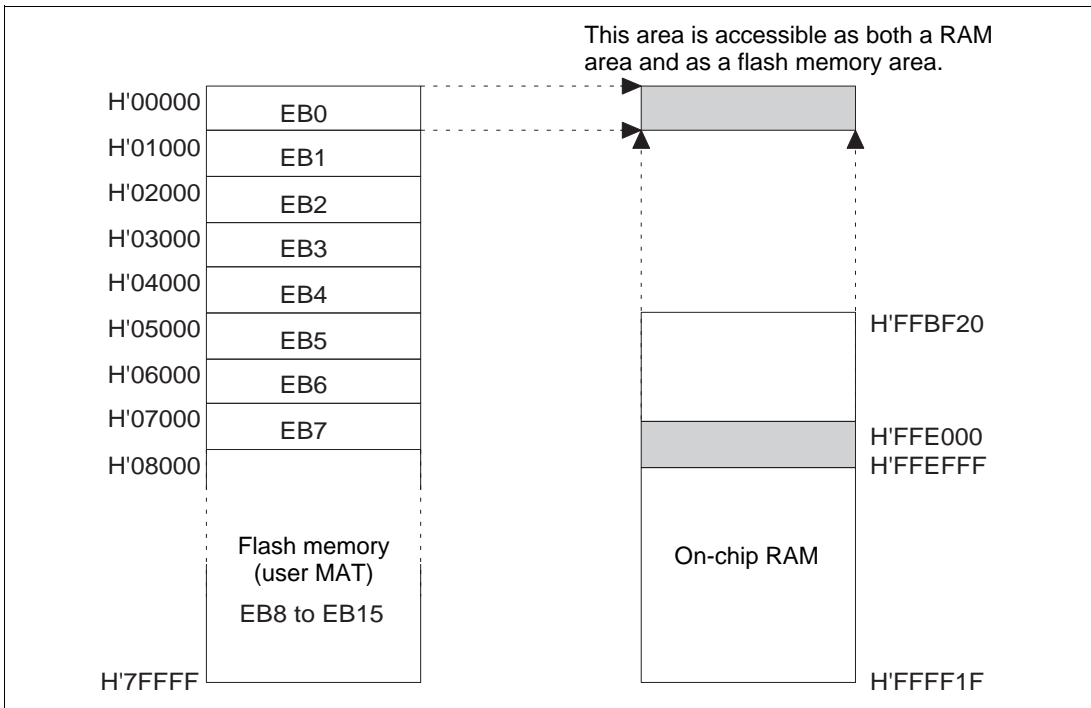 This area is accessible as both a RAM
area and as a flash memory area.
H'00000
EB0
H'01000
EB1
H'02000
EB2
H'03000
EB3
H'04000
EB4
H'05000
EB5
H'06000
EB6
H'07000
EB7
H'08000
Flash memory
(user MAT)
EB8 to EB15
H'7FFFF
H'FFBF20
H'FFE000
H'FFEFFF
On-chip RAM
H'FFFF1F